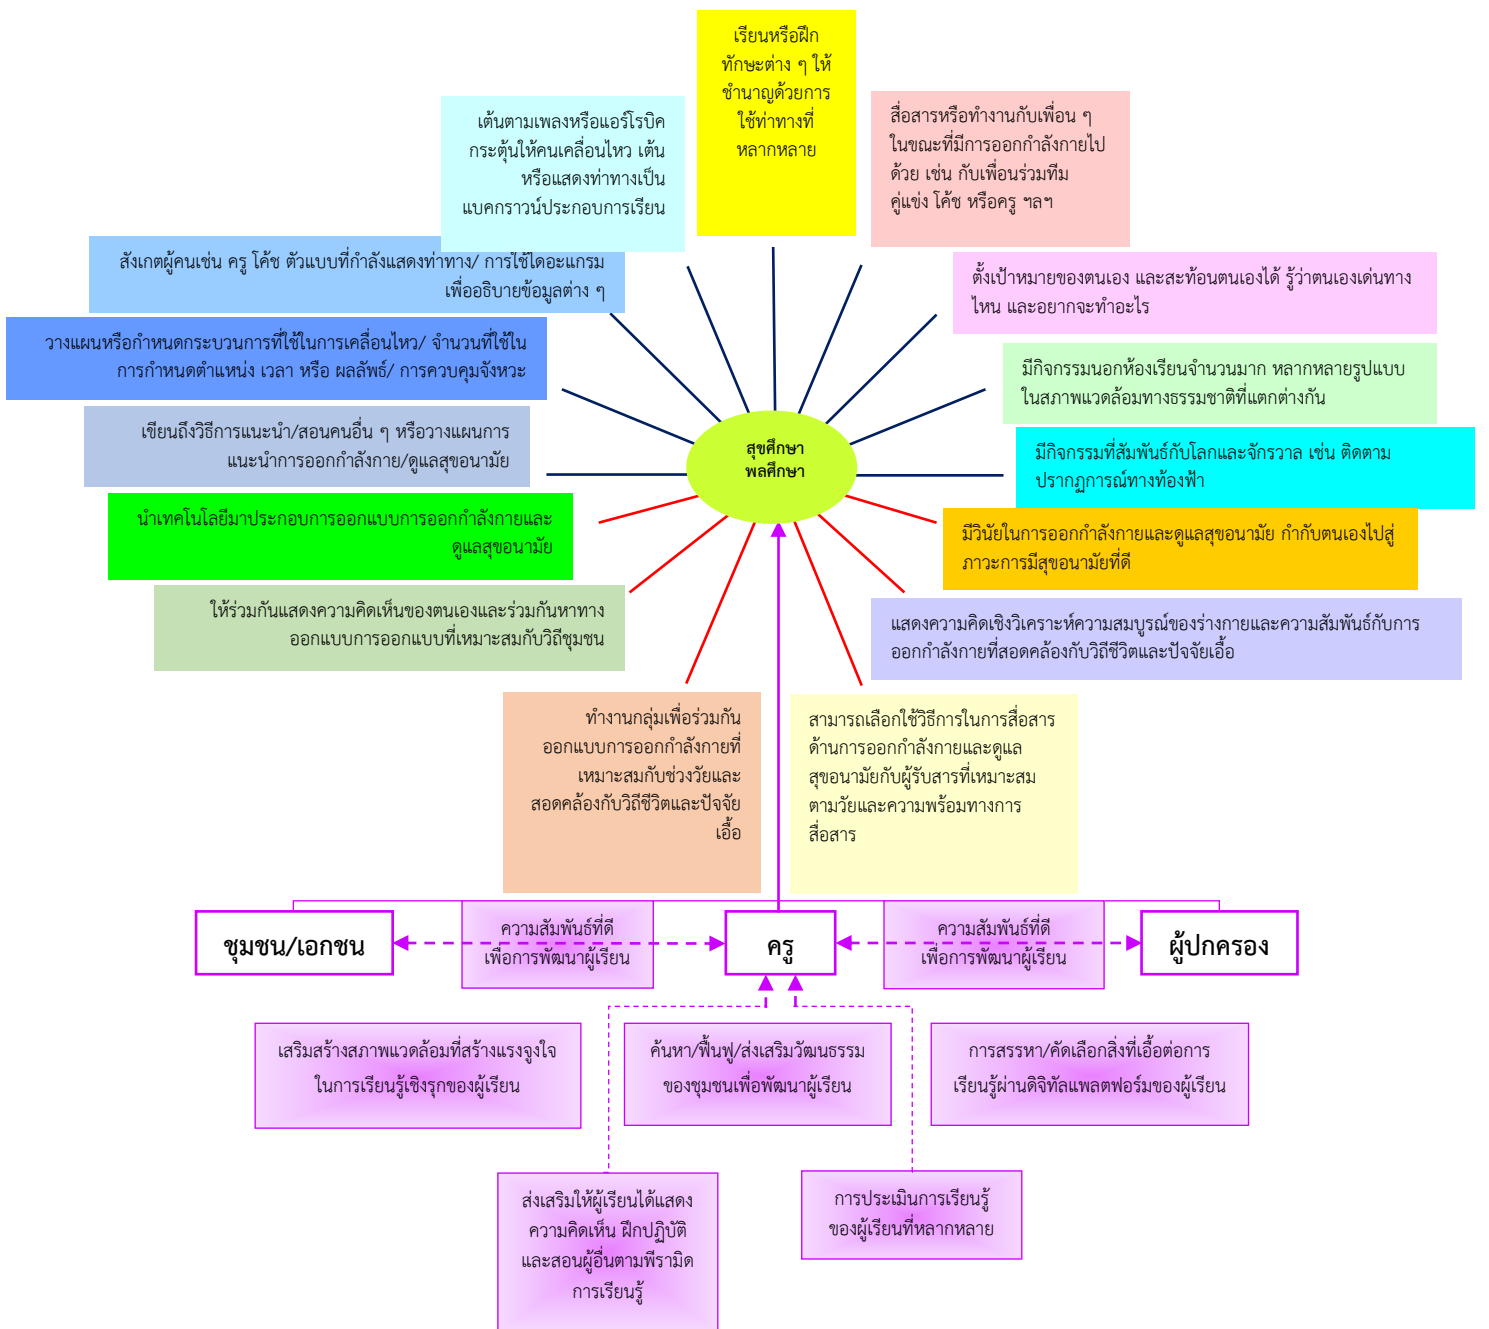 เรียนหรือฝึก
ทักษะต่าง ๆ ให้
ชำนาญด้วยการ
ใช้ท่าทางที่
หลากหลาย
เต้นตามเพลงหรือแอร์โรบิค
กระตุ้นให้คนเคลื่อนไหว เต้น
หรือแสดงท่าทางเป็น
แบคกราวน์ประกอบการเรียน
สื่อสารหรือทำงานกับเพื่อน ๆ
ในขณะที่มีการออกกำลังกายไป
ด้วย เช่น กับเพื่อนร่วมทีม
คู่แข่ง โค้ช หรือครู ฯลฯ
สังเกตผู้คนเช่น ครู โค้ช ตัวแบบที่กำลังแสดงท่าทาง/ การใช้ไดอะแกรม
เพื่ออธิบายข้อมูลต่าง ๆ
ตั้งเป้าหมายของตนเอง และสะท้อนตนเองได้ รู้ว่าตนเองเด่นทาง
ไหน และอยากจะทำอะไร
วางแผนหรือกำหนดกระบวนการที่ใช้ในการเคลื่อนไหว/ จำนวนที่ใช้ใน
การกำหนดตำแหน่ง เวลา หรือ ผลลัพธ์/ การควบคุมจังหวะ
มีกิจกรรมนอกห้องเรียนจำนวนมาก หลากหลายรูปแบบ
ในสภาพแวดล้อมทางธรรมชาติที่แตกต่างกัน
เขียนถึงวิธีการแนะนำ/สอนคนอื่น ๆ หรือวางแผนการ
แนะนำการออกกำลังกาย/ดูแลสุขอนามัย
สุขศึกษา
พลศึกษา
มีกิจกรรมที่สัมพันธ์กับโลกและจักรวาล เช่น ติดตาม
ปรากฏการณ์ทางท้องฟ้า
นำเทคโนโลยีมาประกอบการออกแบบการออกกำลังกายและ
ดูแลสุขอนามัย
มีวินัยในการออกกำลังกายและดูแลสุขอนามัย กำกับตนเองไปสู่
ภาวะการมีสุขอนามัยที่ดี
ให้ร่วมกันแสดงความคิดเห็นของตนเองและร่วมกันหาทาง
ออกแบบการออกแบบที่เหมาะสมกับวิถีชุมชน
แสดงความคิดเชิงวิเคราะห์ความสมบูรณ์ของร่างกายและความสัมพันธ์กับการ
ออกกำลังกายที่สอดคล้องกับวิถีชีวิตและปัจจัยเอื้อ
ทำงานกลุ่มเพื่อร่วมกัน
ออกแบบการออกกำลังกายที่
เหมาะสมกับช่วงวัยและ
สอดคล้องกับวิถีชีวิตและปัจจัย
เอื้อ
สามารถเลือกใช้วิธีการในการสื่อสาร
ด้านการออกกำลังกายและดูแล
สุขอนามัยกับผู้รับสารที่เหมาะสม
ตามวัยและความพร้อมทางการ
สื่อสาร
ชุมชน/เอกชน
ความสัมพันธ์ที่ดี
เพื่อการพัฒนาผู้เรียน
ครู
ความสัมพันธ์ที่ดี
เพื่อการพัฒนาผู้เรียน
ผู้ปกครอง
เสริมสร้างสภาพแวดล้อมที่สร้างแรงจูงใจ
ในการเรียนรู้เชิงรุกของผู้เรียน
ค้นหา/ฟื้นฟู/ส่งเสริมวัฒนธรรม
ของชุมชนเพื่อพัฒนาผู้เรียน
การสรรหา/คัดเลือกสิ่งที่เอื้อต่อการ
เรียนรู้ผ่านดิจิทัลแพลตฟอร์มของผู้เรียน
ส่งเสริมให้ผู้เรียนได้แสดง
ความคิดเห็น ฝึกปฏิบัติ
และสอนผู้อื่นตามพีรามิด
การเรียนรู้
การประเมินการเรียนรู้
ของผู้เรียนที่หลากหลาย